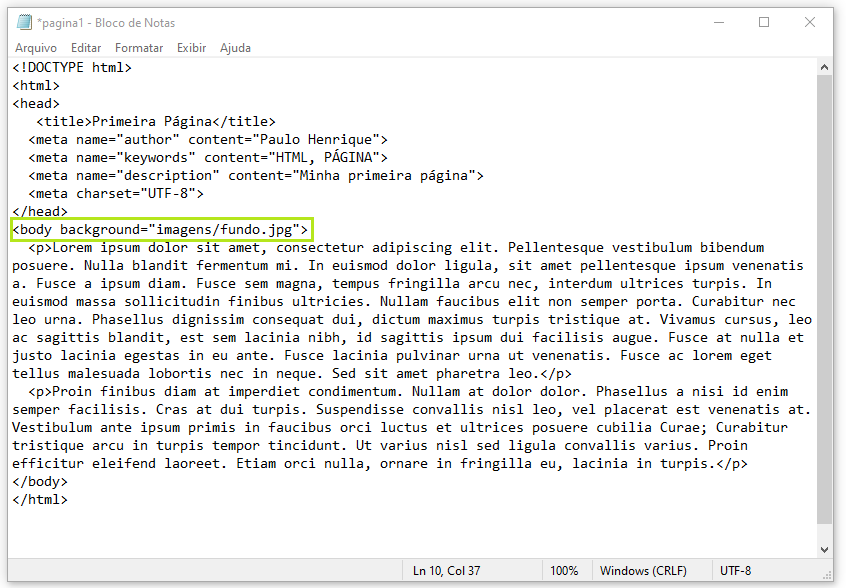 *pagina1 - Bloco de Notas
Arquivo Editar Formatar Exibir Ajuda
<!DOCTYPE html>
<html>
<head>
   <title>Primeira Página</title>
  <meta name="author" content="Paulo Henrique">
  <meta name="keywords" content="HTML, PÁGINA">
  <meta name="description" content="Minha primeira página">
  <meta charset="UTF-8">
</head>
<body background="imagens/fundo.jpg">
  <p>Lorem ipsum dolor sit amet, consectetur adipiscing elit. Pellentesque vestibulum bibendum
posuere. Nulla blandit fermentum mi. In euismod dolor ligula, sit amet pellentesque ipsum venenatis
a. Fusce a ipsum diam. Fusce sem magna, tempus fringilla arcu nec, interdum ultrices turpis. In
euismod massa sollicitudin finibus ultricies. Nullam faucibus elit non semper porta. Curabitur nec
leo urna. Phasellus dignissim consequat dui, dictum maximus turpis tristique at. Vivamus cursus, leo
ac sagittis blandit, est sem lacinia nibh, id sagittis ipsum dui facilisis augue. Fusce at nulla et
justo lacinia egestas in eu ante. Fusce lacinia pulvinar urna ut venenatis. Fusce ac lorem eget
tellus malesuada lobortis nec in neque. Sed sit amet pharetra leo.</p>
  <p>Proin finibus diam at imperdiet condimentum. Nullam at dolor dolor. Phasellus a nisi id enim
semper facilisis. Cras at dui turpis. Suspendisse convallis nisl leo, vel placerat est venenatis at.
Vestibulum ante ipsum primis in faucibus orci luctus et ultrices posuere cubilia Curae; Curabitur
tristique arcu in turpis tempor tincidunt. Ut varius nisl sed ligula convallis varius. Proin
efficitur eleifend laoreet. Etiam orci nulla, ornare in fringilla eu, lacinia in turpis.</p>
</body>
</html>
Ln 10, Col 37 100% Windows (CRLF) UTF-8